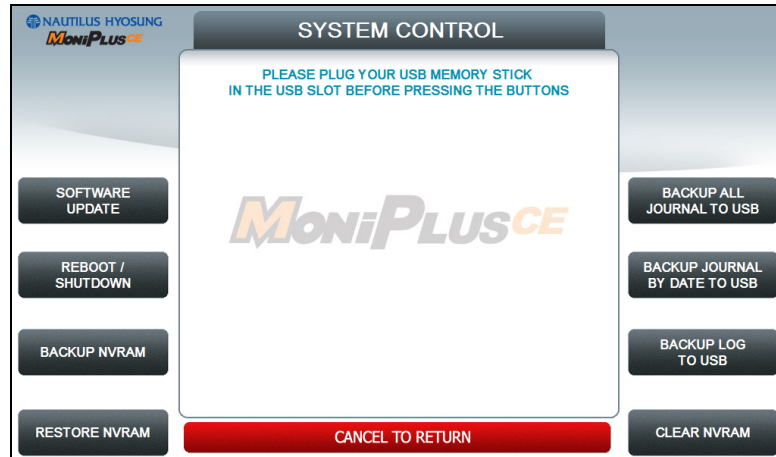 NAUTILUS HYOSUNG
MONiPLUSCE
SYSTEM CONTROL
PLEASE PLUG YOUR USB MEMORY STICK
IN THE USB SLOT BEFORE PRESSING THE BUTTONS
MONiPLUSCE
SOFTWARE
UPDATE
REBOOT /
SHUTDOWN
BACKUP NVRAM
RESTORE NVRAM
BACKUP ALL
JOURNAL TO USB
BACKUP JOURNAL
BY DATE TO USB
BACKUP LOG
TO USB
CLEAR NVRAM
CANCEL TO RETURN